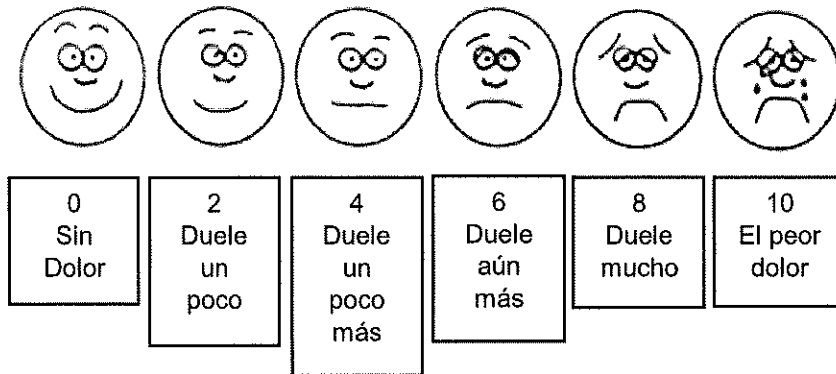 0
Sin
Dolor
2
Duele
un
poco
4
Duele
un
poco
más
6
Duele
aún
más
8
Duele
mucho
10
El peor
dolor